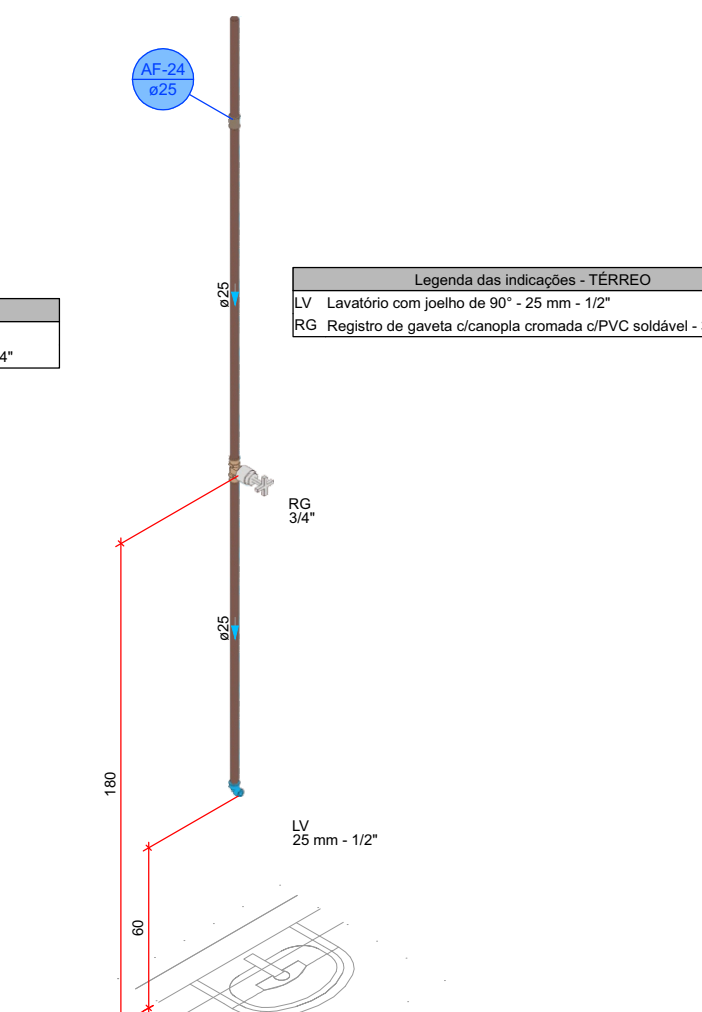 AF-24
ø25
ø25
Legenda das indicações - TÉRREO
LV Lavatório com joelho de 90° - 25 mm - 1/2"
RG Registro de gaveta c/canopla cromada c/PVC soldável -
4"
RG
3/4"
ø25
180
LV
25 mm - 1/2"
60